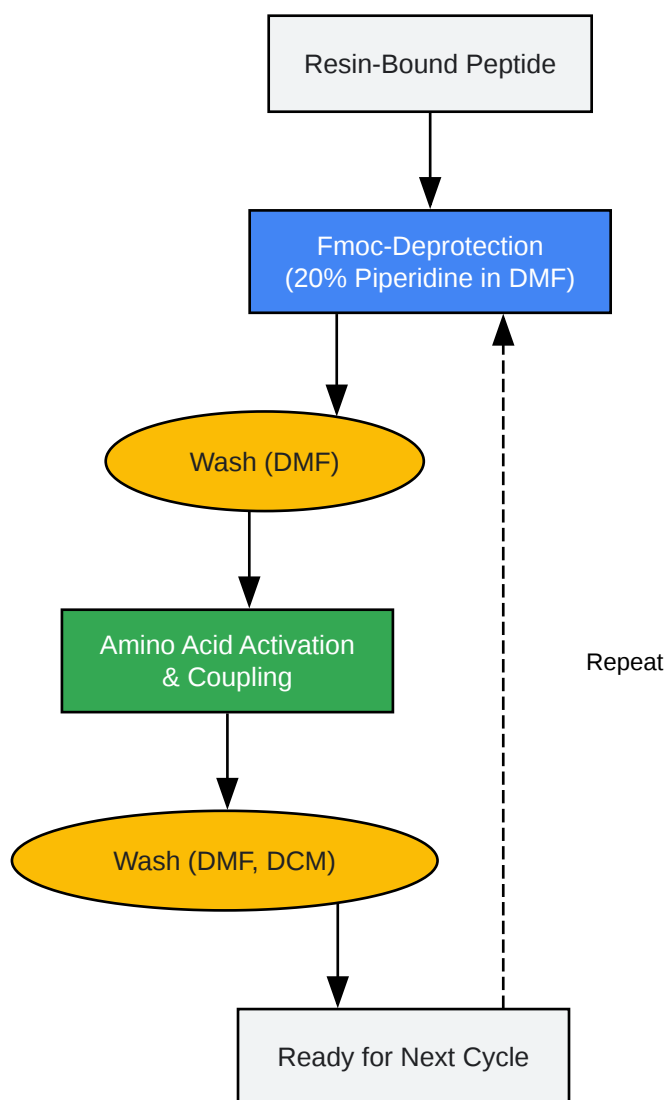 Resin-Bound Peptide
Fmoc-Deprotection
(20% Piperidine in DMF)
Wash (DMF)
Amino Acid Activation
& Coupling
Repeat
Wash (DMF, DCM)
Ready for Next Cycle